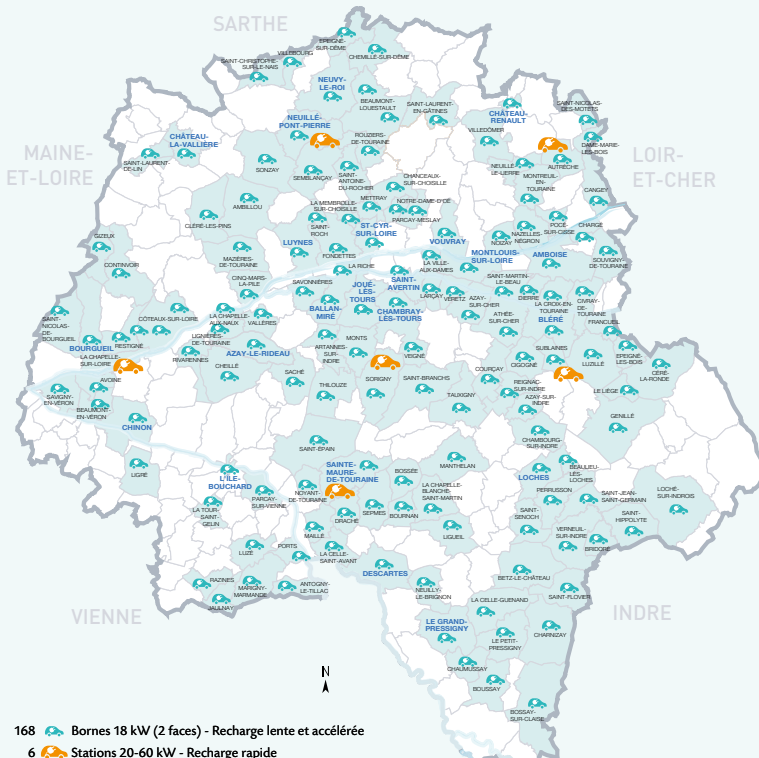 SARTHE
ÉPEIGNÉ-
SUR-DÊME
VILLEBOURG
CHEMILLÉ-SUR-DÊME
SAINT-CHRISTOPHE-
SUR-LE-NAIS
NEUVY-
LE-ROI
BEAUMONT-
LOUESTAULT
SAINT-LAURENT-
EN-GÂTINES
CHÂTEAU-
RENAULT
SAINT-NICOLAS-
DES-MOTETS
NEUILLÉ-
PONT-PIERRE
VILLEDÔMER
ROUZIERS-
DE-TOURAINE
CHÂTEAU-
LA-VALLIÈRE
DAME-MARIE-
LES-BOIS
MAINE-
ET-LOIRE
LOIR-
ET-CHER
SAINT-LAURENT-
DE-LIN
SONZAY
SEMBLANÇAY
SAINT-
ANTOINE-
DU-ROCHER
NEUILLÉ-
LE-LIERRE
AUTRÈCHE
MONTREUIL-
EN-
TOURAINE
CHANCEAUX-
SUR-CHOISILLE
CANGEY
AMBILLOU
METTRAY
LA MEMBROLLE-
SUR-CHOISILLE
NOTRE-DAME-D'OÉ
PARÇAY-MESLAY
CLÉRÉ-LES-PINS
SAINT-
ROCH
ST-CYR-
SUR-LOIRE
NAZELLES-
NÉGRON
POCÉ-
SUR-CISSE
CHARGÉ
GIZEUX
LUYNES
VOUVRAY
NOIZAY
FONDETTES
MONTLOUIS-
SUR-LOIRE
AMBOISE
SOUVIGNY-
DE-TOURAINE
CONTINVOIR
MAZIÈRES-
DE-TOURAINE
LA RICHE
LA VILLE-
AUX-DAMES
CINQ-MARS-
LA-PILE
SAVONNIÈRES
JOUÉ-
LÈS-
TOURS
SAINT-
AVERTIN
SAINT-MARTIN-
LE-BEAU
LARÇAY
VÉRETZ
AZAY-
SUR-CHER
DIERRE
LA CROIX-EN-
TOURAINE
CIVRAY-
DE-
TOURAINE
BALLAN-
MIRÉ
CHAMBRAY-
LÈS-TOURS
ATHÉE-
SUR-CHER
BLÉRÉ
FRANCUEIL
SAINT-
NICOLAS-
DE-
BOURGUEIL
CÔTEAUX-SUR-LOIRE
LA CHAPELLE-
AUX-NAUX
VALLÈRES
LIGNIÈRES-
DE-TOURAINE
RESTIGNÉ
BOURGUEIL
RIVARENNES
AZAY-LE-RIDEAU
MONTS
ARTANNES-
SUR-
INDRE
VEIGNÉ
SUBLAINES
CIGOGNÉ
LUZILLÉ
ÉPEIGNÉ-
LES-BOIS
CÉRÉ-
LA-RONDE
LA CHAPELLE-
SUR-LOIRE
AVOINE
CHEILLÉ
SACHÉ
THILOUZE
SORIGNY
SAINT-BRANCHS
COURÇAY
REIGNAC-
SUR-INDRE
AZAY-SUR-
INDRE
LE LIÈGE
SAVIGNY-
EN-VÉRON
BEAUMONT-
EN-VÉRON
TAUXIGNY
GENILLÉ
CHINON
SAINT-ÉPAIN
CHAMBOURG-
SUR-INDRE
LIGRÉ
L'ÎLE-
BOUCHARD
SAINTE-
MAURE-
DE-TOURAINE
MANTHELAN
BOSSÉE
LOCHES
BEAULIEU-
LÈS-
LOCHES
LA CHAPELLE-
BLANCHE-
SAINT-MARTIN
PARÇAY-
SUR-VIENNE
NOYANT-
DE-TOURAINE
PERRUSSON
SAINT-JEAN-
SAINT-GERMAIN
LOCHÉ-
SUR-INDROIS
LA TOUR-
SAINT-
GELIN
DRACHÉ
SEPMES
BOURNAN
SAINT-
SENOCH
SAINT-
HIPPOLYTE
LIGUEIL
MAILLÉ
VERNEUIL-
SUR-INDRE
BRIDORÉ
LUZÉ
PORTS
LA CELLE-
SAINT-AVANT
DESCARTES
BETZ-LE-CHÂTEAU
RAZINES
MARIGNY-
MARMANDE
ANTOGNY-
LE-TILLAC
NEUILLY-
LE-BRIGNON
SAINT-FLOVIER
JAULNAY
LA CELLE-GUENAND
VIENNE
INDRE
LE GRAND-
PRESSIGNY
CHARNIZAY
LE PETIT-
PRESSIGNY
CHAUMUSSAY
N
BOUSSAY
BOSSAY-
SUR-CLAISE
168 Bornes 18 kW (2 faces) - Recharge lente et accélérée
6 Stations 20-60 kW - Recharge rapide